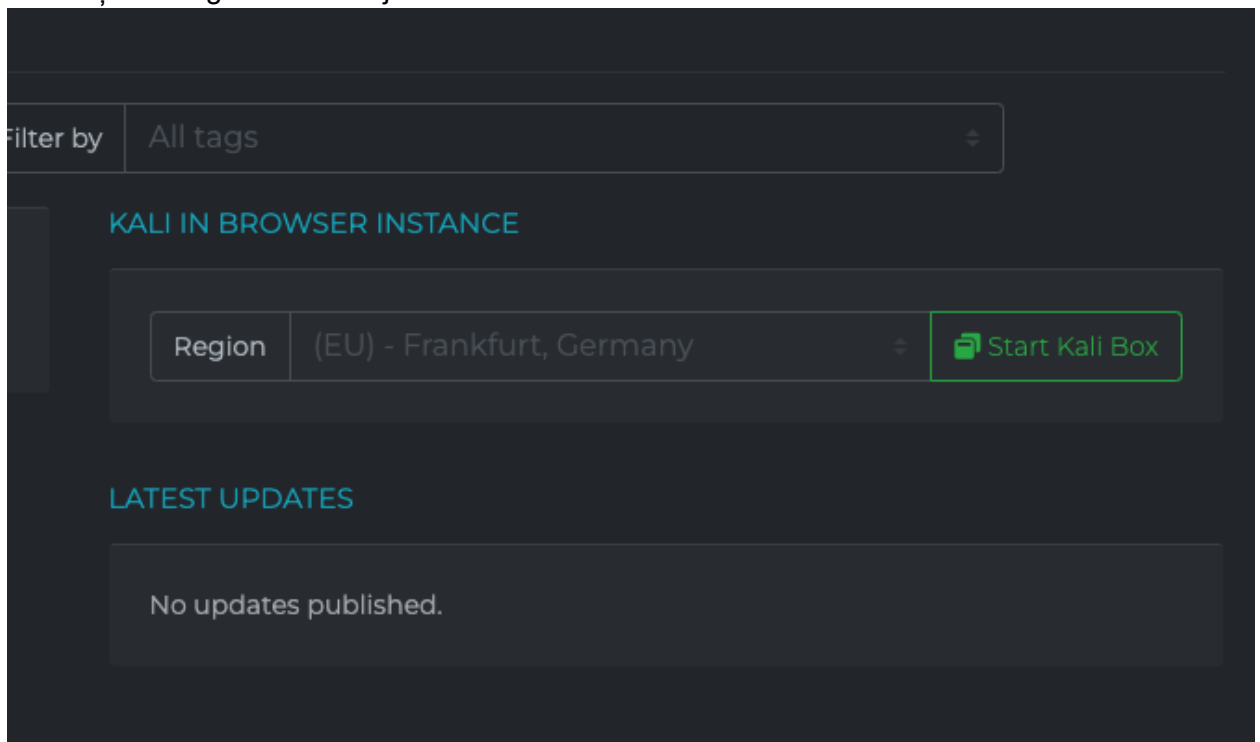 Filter by All tags
KALI IN BROWSER INSTANCE
Region (EU) - Frankfurt, Germany Start Kali Box
LATEST UPDATES
No updates published.